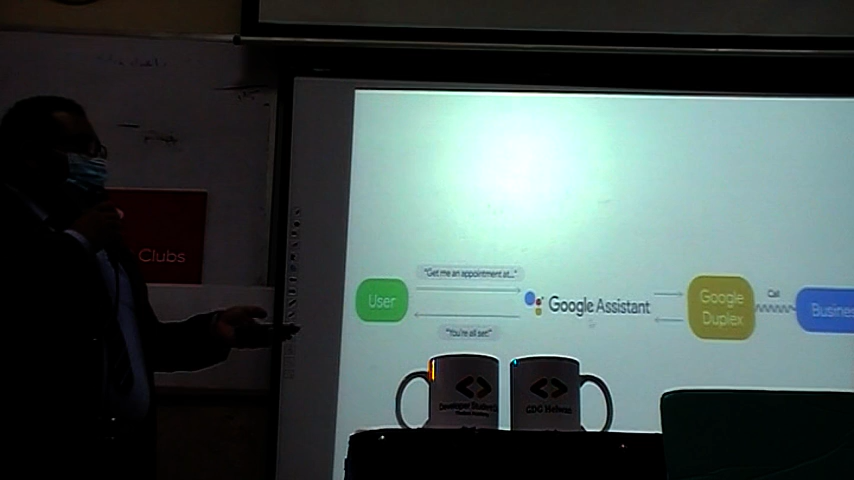 Clubs
"Get me an appointment at..."
User
Google Assistant
Google
Duplex
Call
Busines
"You're all set!"
Developer Student
GDG Helwan